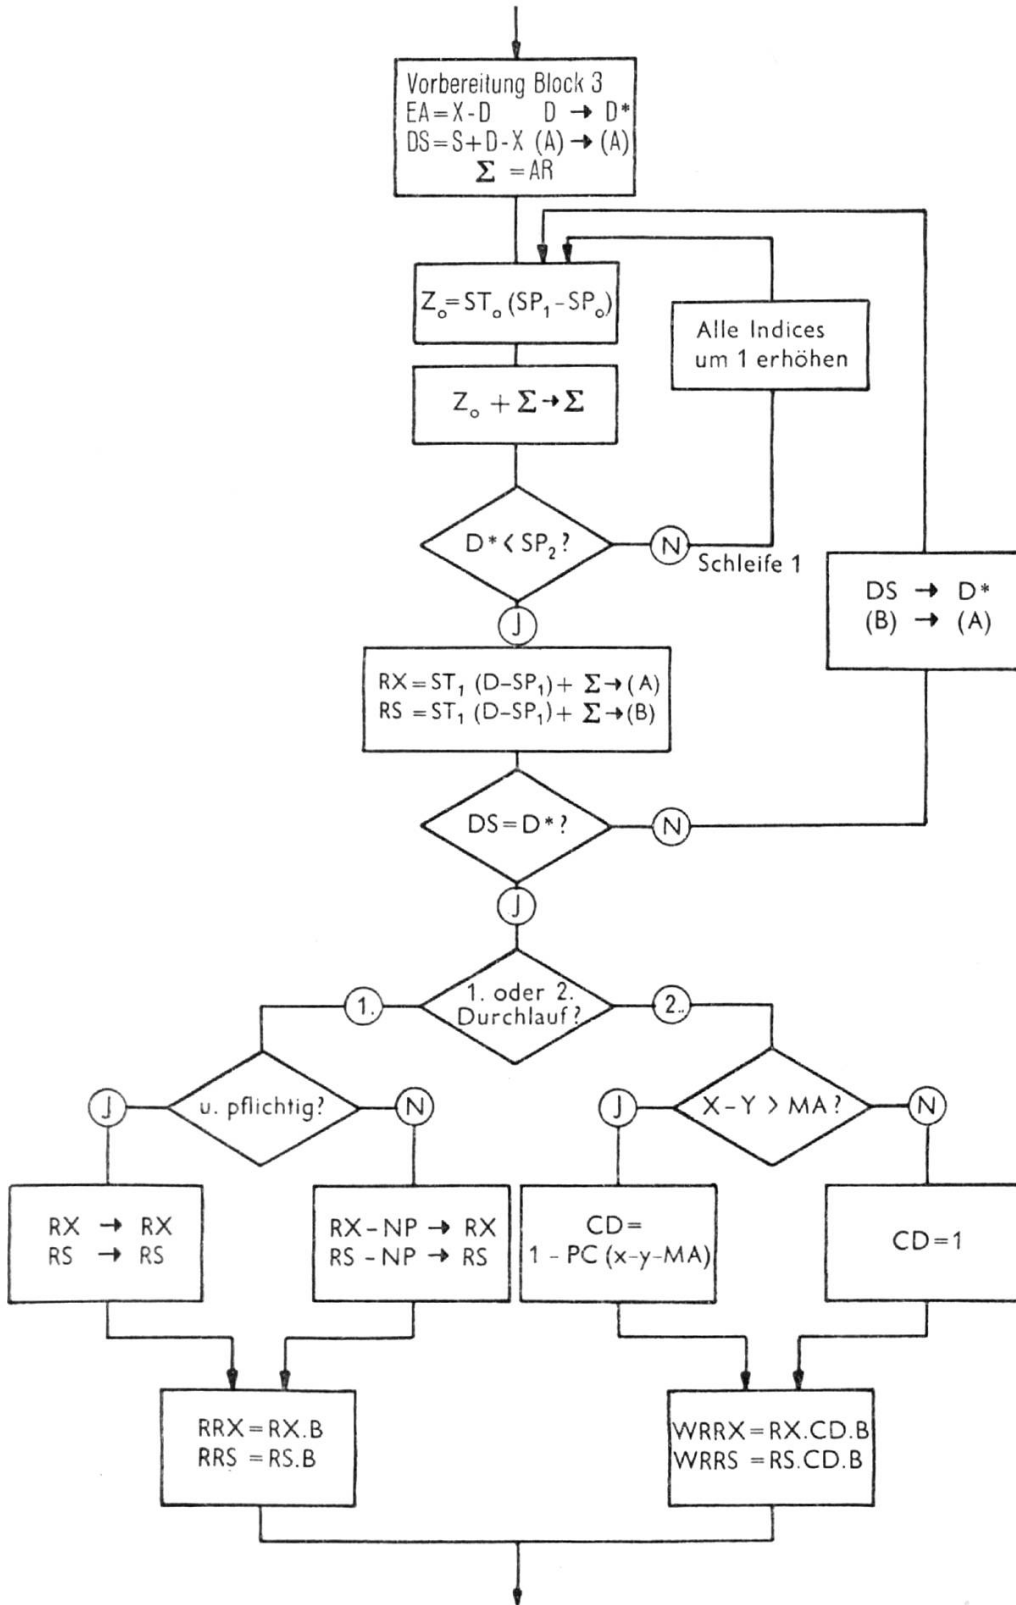 Vorbereitung Block 3
EA=X-D D → D*
DS=S+D-X (A) → (A)
Σ =AR
Z₀=ST₀(SP₁-SP₀)
Alle Indices
um 1 erhöhen
Z₀ + Σ → Σ
D* < SP₂?
N
Schleife 1
DS → D*
(B) → (A)
J
RX=ST₁ (D-SP₁)+ Σ→(A)
RS=ST₁ (D-SP₁)+ Σ→(B)
DS=D*?
N
J
1. oder 2.
Durchlauf?
1.
2.
u. pflichtig?
J
N
X-Y > MA?
J
N
RX → RX
RS → RS
RX-NP → RX
RS-NP → RS
CD=
1-PC (x-y-MA)
CD=1
RRX=RX.B
RRS =RS.B
WRRX=RX.CD.B
WRRS =RS.CD.B